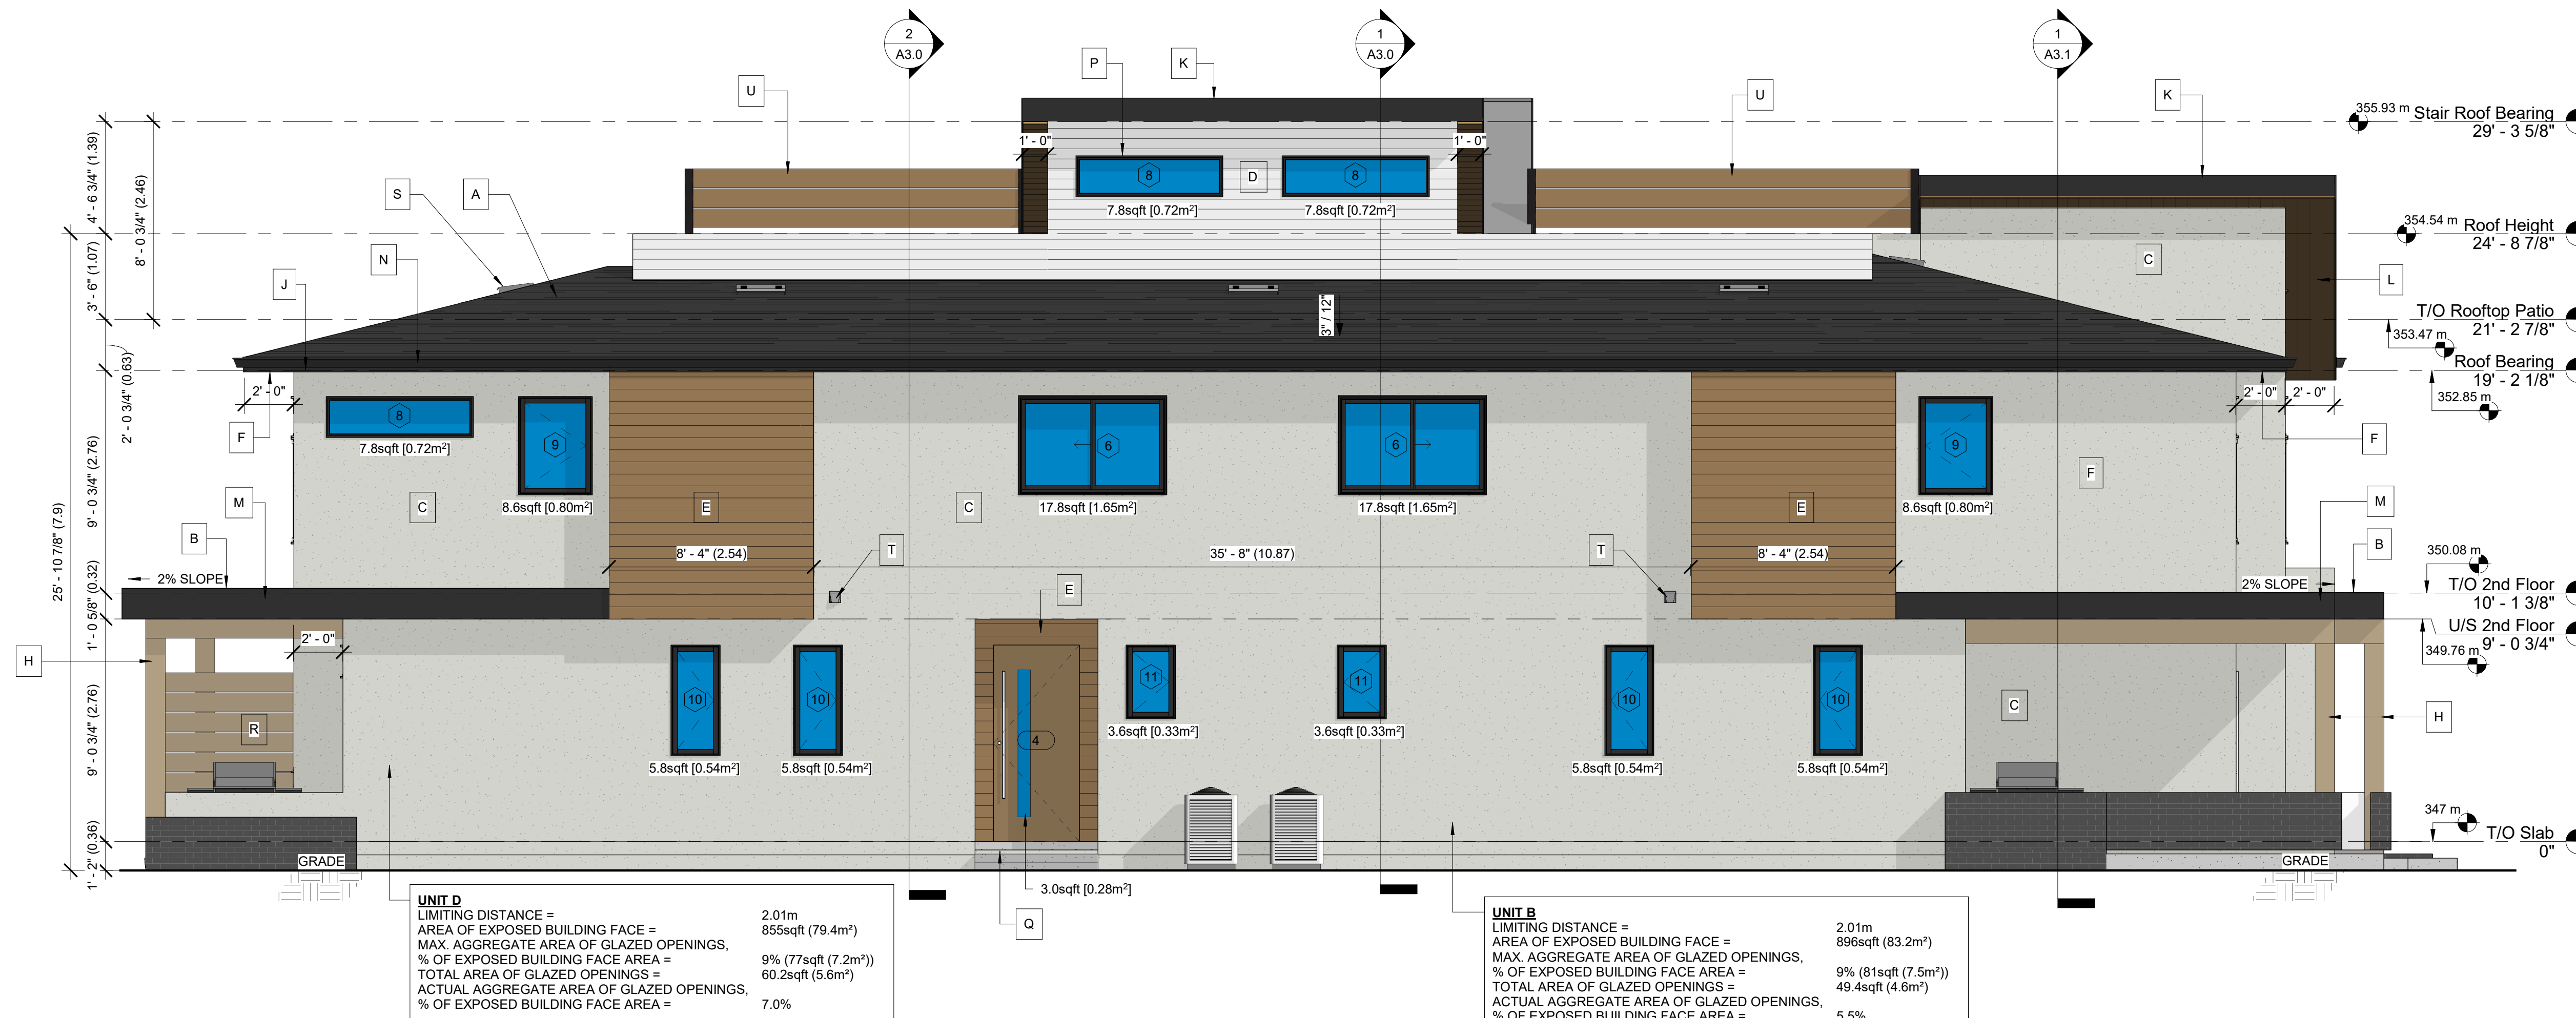 2
A3.0
1
A3.0
1
A3.1
P
K
U
U
K
355.93 m
Stair Roof Bearing
29' - 3 5/8"
1' - 0"
1' - 0"
8
D
8
7.8sqft [0.72m²]
7.8sqft [0.72m²]
4' - 6 3/4" (1.39)
8' - 0 3/4" (2.46)
S
A
354.54 m
Roof Height
24' - 8 7/8"
N
C
J
L
3' - 6" (1.07)
3" / 12"
T/O Rooftop Patio
21' - 2 7/8"
353.47 m
2' - 0 3/4" (0.63)
Roof Bearing
19' - 2 1/8"
352.85 m
2' - 0"
2' - 0"
2' - 0"
8
7.8sqft [0.72m²]
9
8.6sqft [0.80m²]
6
17.8sqft [1.65m²]
6
17.8sqft [1.65m²]
9
8.6sqft [0.80m²]
F
F
F
9' - 0 3/4" (2.76)
25' - 10 7/8" (7.9)
C
E
C
E
M
M
B
B
8' - 4" (2.54)
35' - 8" (10.87)
8' - 4" (2.54)
T
T
350.08 m
2% SLOPE
2% SLOPE
T/O 2nd Floor
10' - 1 3/8"
1' - 0 5/8" (0.32)
E
U/S 2nd Floor
9' - 0 3/4"
349.76 m
2' - 0"
H
9' - 0 3/4" (2.76)
R
10
5.8sqft [0.54m²]
10
5.8sqft [0.54m²]
4
11
3.6sqft [0.33m²]
11
3.6sqft [0.33m²]
10
5.8sqft [0.54m²]
10
5.8sqft [0.54m²]
C
H
347 m
T/O Slab
0"
1' - 2" (0.36)
GRADE
GRADE
3.0sqft [0.28m²]
Q
UNIT D
LIMITING DISTANCE = 2.01m
AREA OF EXPOSED BUILDING FACE = 855sqft (79.4m²)
MAX. AGGREGATE AREA OF GLAZED OPENINGS,
% OF EXPOSED BUILDING FACE AREA = 9% (77sqft (7.2m²))
TOTAL AREA OF GLAZED OPENINGS = 60.2sqft (5.6m²)
ACTUAL AGGREGATE AREA OF GLAZED OPENINGS,
% OF EXPOSED BUILDING FACE AREA = 7.0%
UNIT B
LIMITING DISTANCE = 2.01m
AREA OF EXPOSED BUILDING FACE = 896sqft (83.2m²)
MAX. AGGREGATE AREA OF GLAZED OPENINGS,
% OF EXPOSED BUILDING FACE AREA = 9% (81sqft (7.5m²))
TOTAL AREA OF GLAZED OPENINGS = 49.4sqft (4.6m²)
ACTUAL AGGREGATE AREA OF GLAZED OPENINGS,
% OF EXPOSED BUILDING FACE AREA = 5.5%